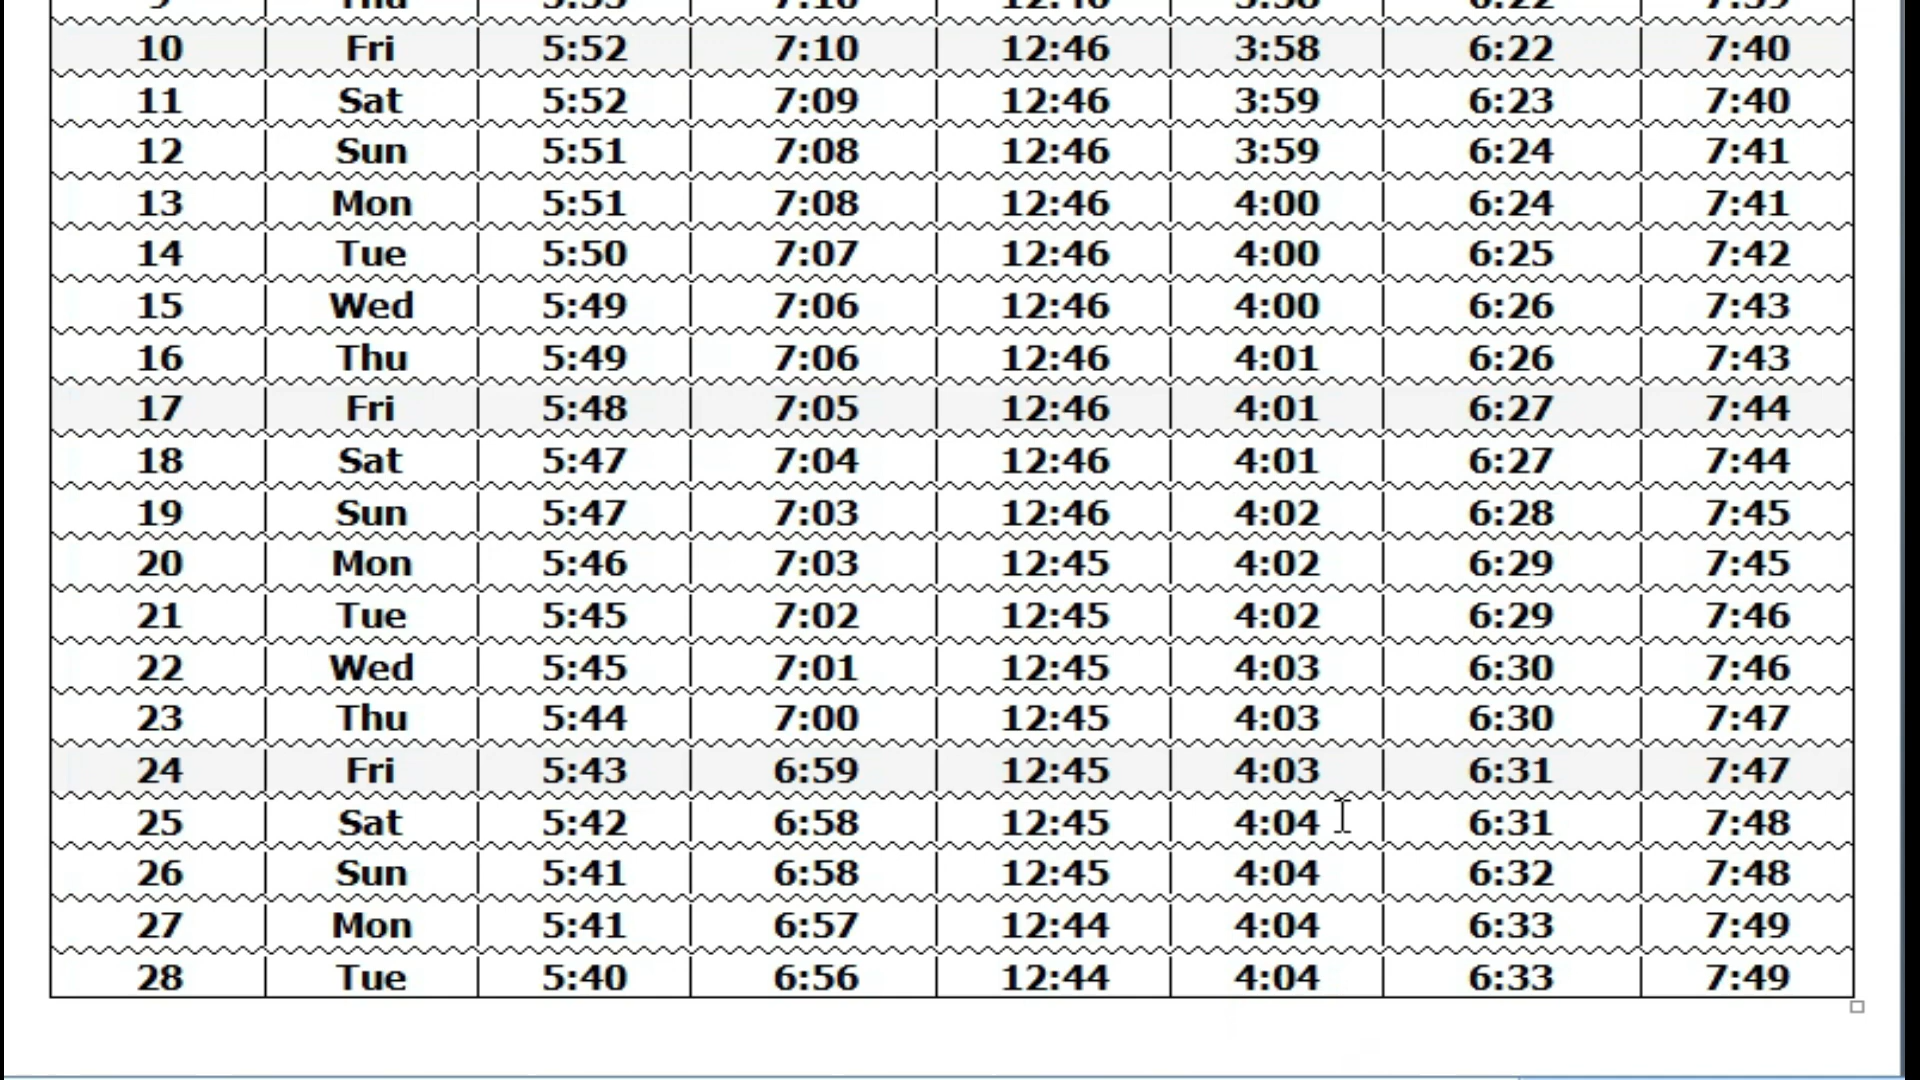 10 Fri 5:52 7:10 12:46 3:58 6:22 7:40
11 Sat 5:52 7:09 12:46 3:59 6:23 7:40
12 Sun 5:51 7:08 12:46 3:59 6:24 7:41
13 Mon 5:51 7:08 12:46 4:00 6:24 7:41
14 Tue 5:50 7:07 12:46 4:00 6:25 7:42
15 Wed 5:49 7:06 12:46 4:00 6:26 7:43
16 Thu 5:49 7:06 12:46 4:01 6:26 7:43
17 Fri 5:48 7:05 12:46 4:01 6:27 7:44
18 Sat 5:47 7:04 12:46 4:01 6:27 7:44
19 Sun 5:47 7:03 12:46 4:02 6:28 7:45
20 Mon 5:46 7:03 12:45 4:02 6:29 7:45
21 Tue 5:45 7:02 12:45 4:02 6:29 7:46
22 Wed 5:45 7:01 12:45 4:03 6:30 7:46
23 Thu 5:44 7:00 12:45 4:03 6:30 7:47
24 Fri 5:43 6:59 12:45 4:03 6:31 7:47
25 Sat 5:42 6:58 12:45 4:04 6:31 7:48
26 Sun 5:41 6:58 12:45 4:04 6:32 7:48
27 Mon 5:41 6:57 12:44 4:04 6:33 7:49
28 Tue 5:40 6:56 12:44 4:04 6:33 7:49